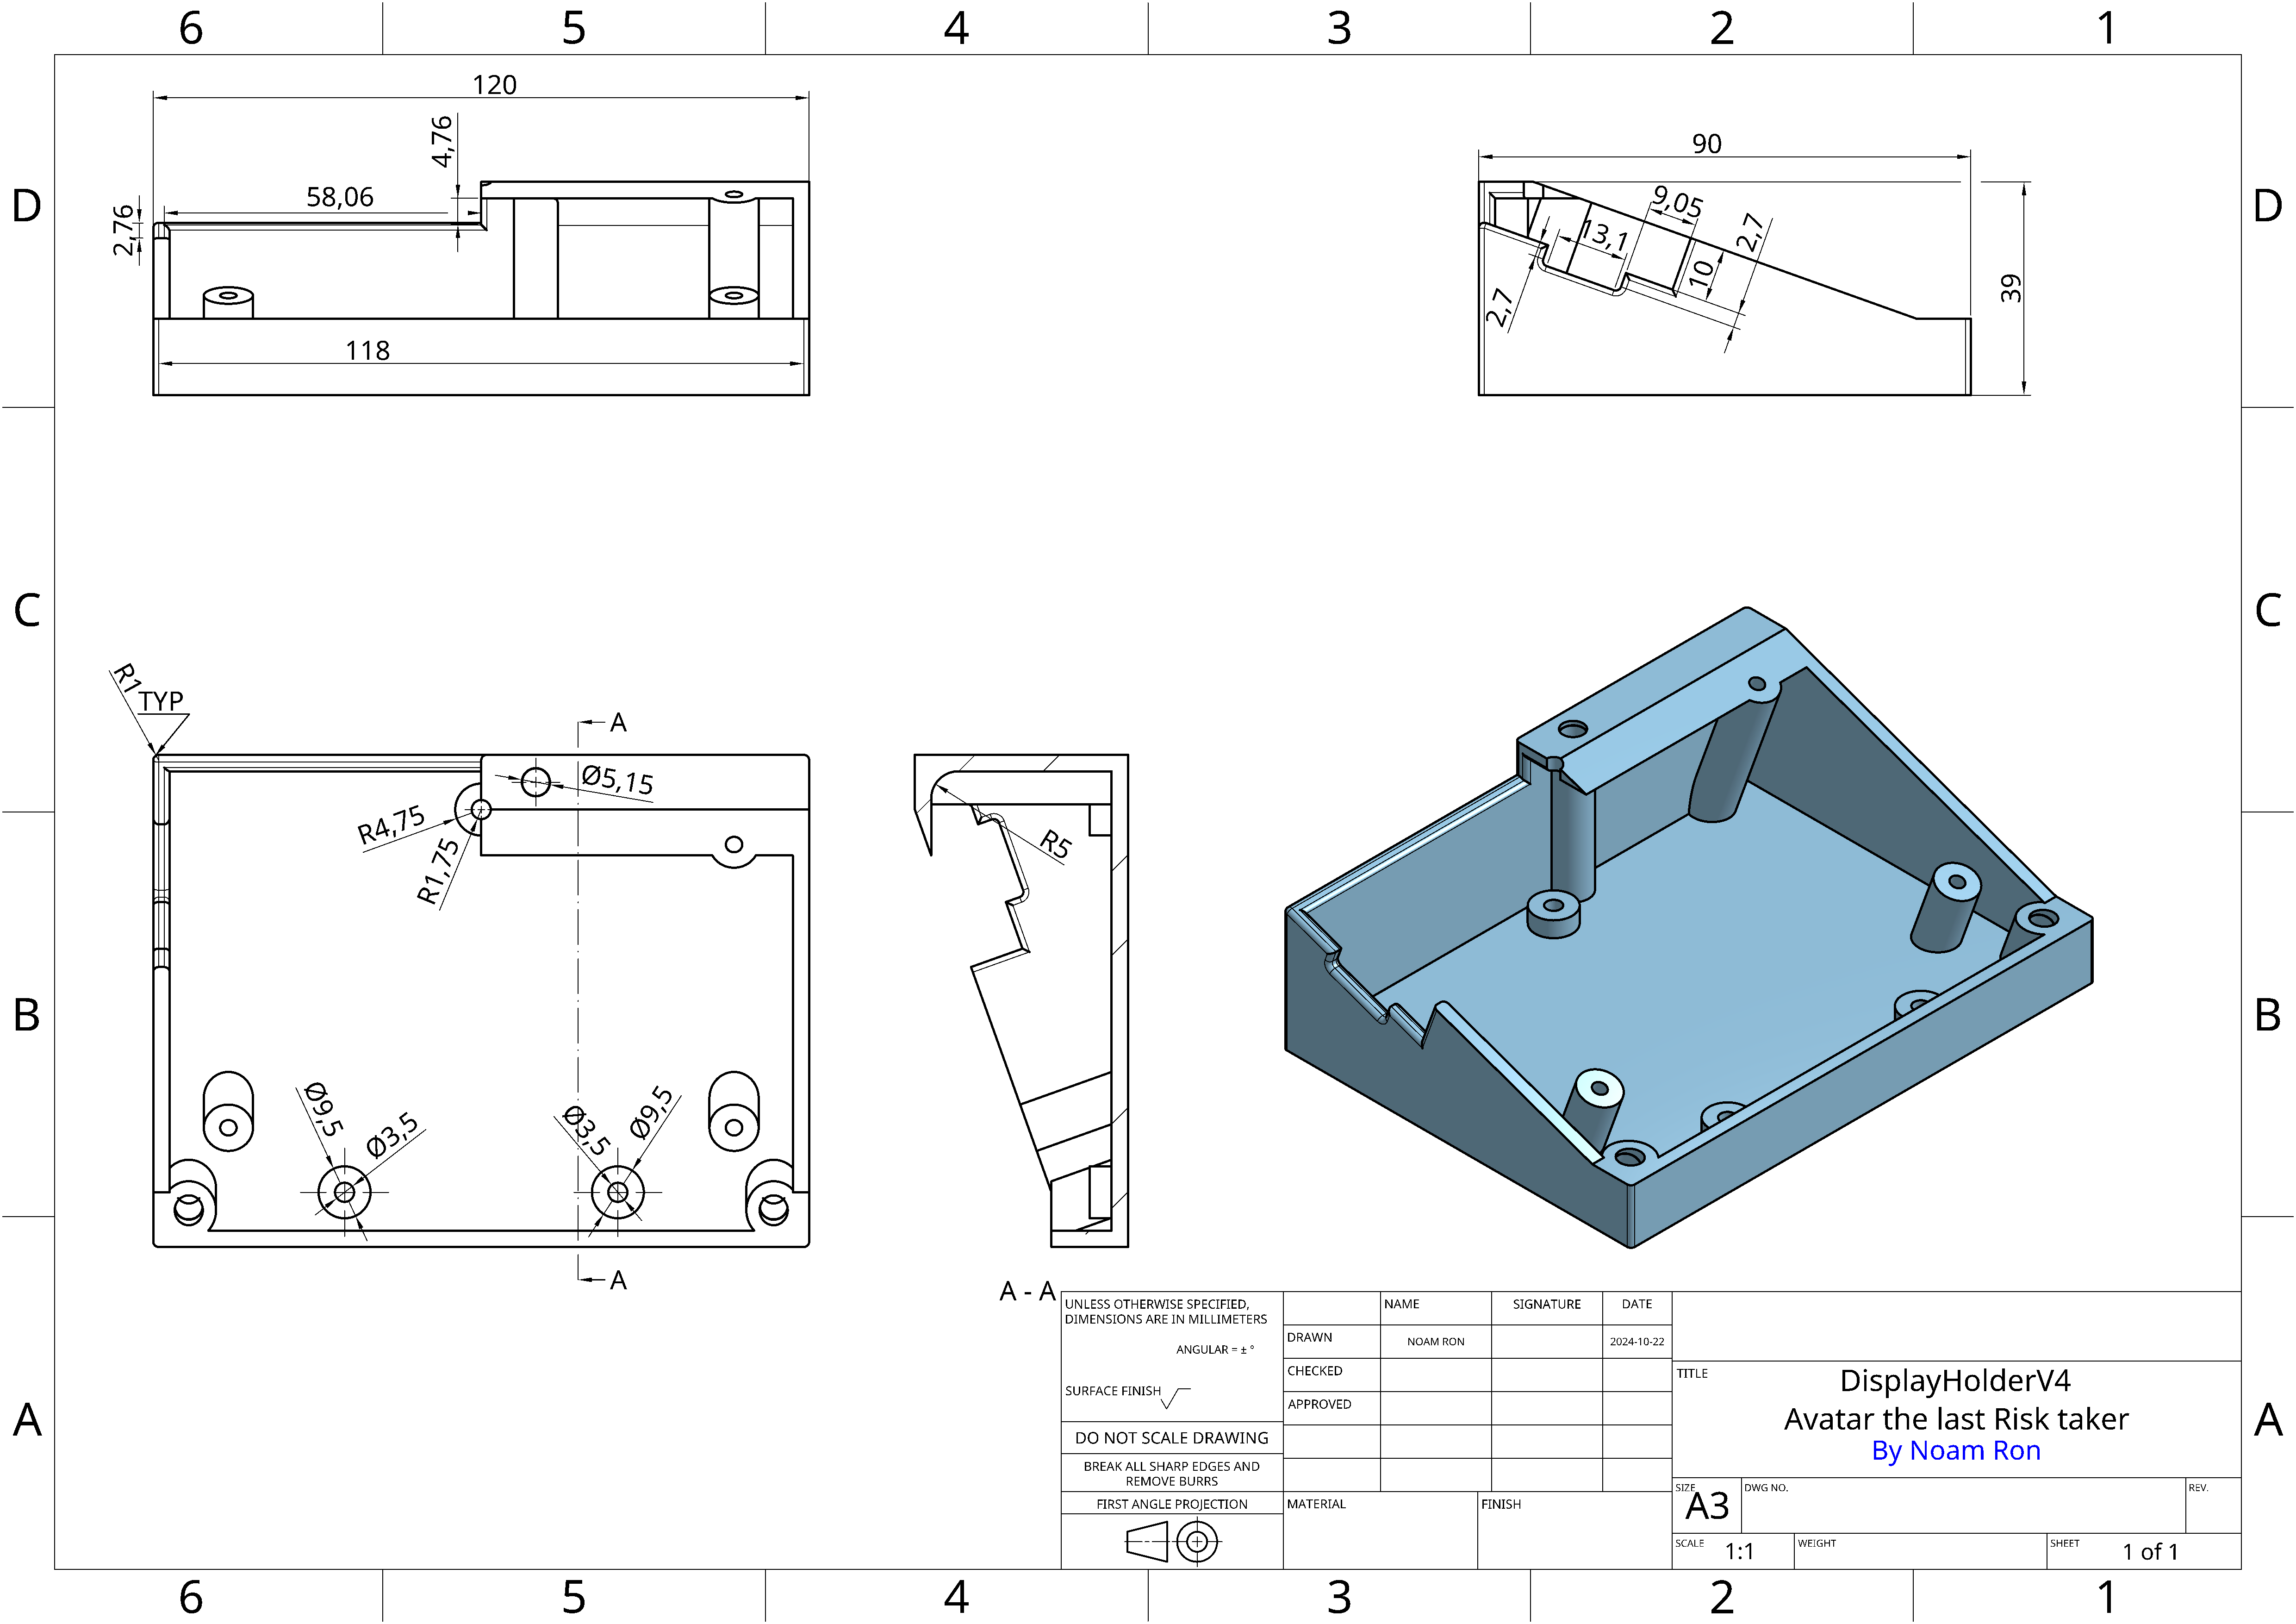 6 5 4 3 2 1
D
C
B
A
D
C
B
A
120
4,76
58,06
2,76
118
90
9,05
13,1
2,7
10
2,7
39
R1
TYP
A
Ø5,15
R4,75
R1,75
R5
Ø9,5
Ø3,5
Ø3,5
Ø9,5
A
A - A
UNLESS OTHERWISE SPECIFIED,
DIMENSIONS ARE IN MILLIMETERS
ANGULAR = ± °
SURFACE FINISH
DO NOT SCALE DRAWING
BREAK ALL SHARP EDGES AND
REMOVE BURRS
FIRST ANGLE PROJECTION
NAME SIGNATURE DATE
DRAWN NOAM RON 2024-10-22
CHECKED
APPROVED
MATERIAL FINISH
TITLE
DisplayHolderV4
Avatar the last Risk taker
By Noam Ron
SIZE
A3
DWG NO.
REV.
SCALE 1:1 WEIGHT SHEET 1 of 1
6 5 4 3 2 1